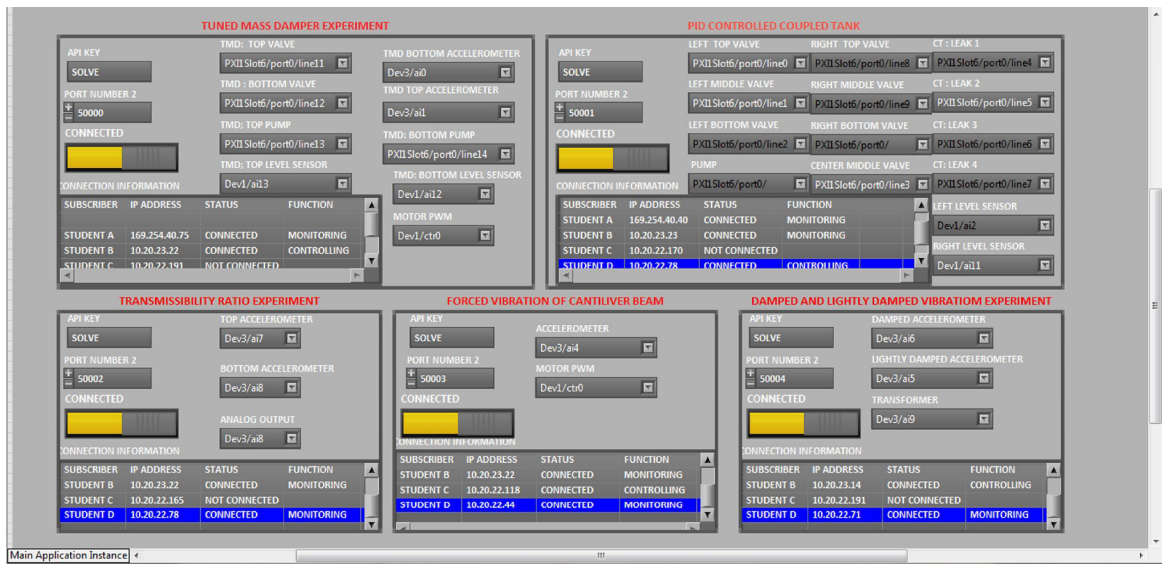 TUNED MASS DAMPER EXPERIMENT
API KEY
SOLVE
PORT NUMBER 2
50000
CONNECTED
TMD: TOP VALVE
PXI1Slot6/port0/line11
TMD : BOTTOM VALVE
PXI1Slot6/port0/line12
TMD; TOP PUMP
PXI1Slot6/port0/line13
TMD; TOP LEVEL SENSOR
Dev1/ai13
TMD BOTTOM ACCELEROMETER
Dev3/ai0
TMD TOP ACCELEROMETER
Dev3/ai1
TMD: BOTTOM PUMP
PXI1Slot6/port0/line14
TMD: BOTTOM LEVEL SENSOR
Dev1/ai12
MOTOR PWM
Dev1/ctr0
CONNECTION INFORMATION
SUBSCRIBER IP ADDRESS STATUS FUNCTION
STUDENT A 169.254.40.75 CONNECTED MONITORING
STUDENT B 10.20.23.22 CONNECTED CONTROLLING
STUDENT C 10.20.22.191 NOT CONNECTED
PID CONTROLLED COUPLED TANK
API KEY
SOLVE
PORT NUMBER 2
50001
CONNECTED
LEFT TOP VALVE RIGHT TOP VALVE CT : LEAK 1
PXI1Slot6/port0/line0 PXI1Slot6/port0/line8 PXI1Slot6/port0/line4
LEFT MIDDLE VALVE RIGHT MIDDLE VALVE CT : LEAK 2
PXI1Slot6/port0/line1 PXI1Slot6/port0/line9 PXI1Slot6/port0/line5
LEFT BOTTOM VALVE RIGHT BOTTOM VALVE CT: LEAK 3
PXI1Slot6/port0/line2 PXI1Slot6/port0/ PXI1Slot6/port0/line6
PUMP CENTER MIDDLE VALVE CT: LEAK 4
PXI1Slot6/port0/ PXI1Slot6/port0/line3 PXI1Slot6/port0/line7
LEFT LEVEL SENSOR
Dev1/ai2
RIGHT LEVEL SENSOR
Dev1/ai11
CONNECTION INFORMATION
SUBSCRIBER IP ADDRESS STATUS FUNCTION
STUDENT A 169.254.40.40 CONNECTED MONITORING
STUDENT B 10.20.23.23 CONNECTED MONITORING
STUDENT C 10.20.22.170 NOT CONNECTED
STUDENT D 10.20.22.78 CONNECTED CONTROLLING
TRANSMISSIBILITY RATIO EXPERIMENT
API KEY
SOLVE
PORT NUMBER 2
50002
CONNECTED
TOP ACCELEROMETER
Dev3/ai7
BOTTOM ACCELEROMETER
Dev3/ai8
ANALOG OUTPUT
Dev3/ai8
CONNECTION INFORMATION
SUBSCRIBER IP ADDRESS STATUS FUNCTION
STUDENT B 10.20.23.22 CONNECTED MONITORING
STUDENT C 10.20.22.165 NOT CONNECTED
STUDENT D 10.20.22.78 CONNECTED MONITORING
FORCED VIBRATION OF CANTILIVER BEAM
API KEY
SOLVE
PORT NUMBER 2
50003
CONNECTED
ACCELEROMETER
Dev3/ai4
MOTOR PWM
Dev1/ctr0
CONNECTION INFORMATION
SUBSCRIBER IP ADDRESS STATUS FUNCTION
STUDENT B 10.20.23.22 CONNECTED MONITORING
STUDENT C 10.20.22.118 CONNECTED CONTROLLING
STUDENT D 10.20.22.44 CONNECTED MONITORING
DAMPED AND LIGHTLY DAMPED VIBRATIOM EXPERIMENT
API KEY
SOLVE
PORT NUMBER 2
50004
CONNECTED
DAMPED ACCELEROMETER
Dev3/ai6
LIGHTLY DAMPED ACCELEROMETER
Dev3/ai5
TRANSFORMER
Dev3/ai9
CONNECTION INFORMATION
SUBSCRIBER IP ADDRESS STATUS FUNCTION
STUDENT B 10.20.23.14 CONNECTED CONTROLLING
STUDENT C 10.20.22.191 NOT CONNECTED
STUDENT D 10.20.22.71 CONNECTED MONITORING
Main Application Instance